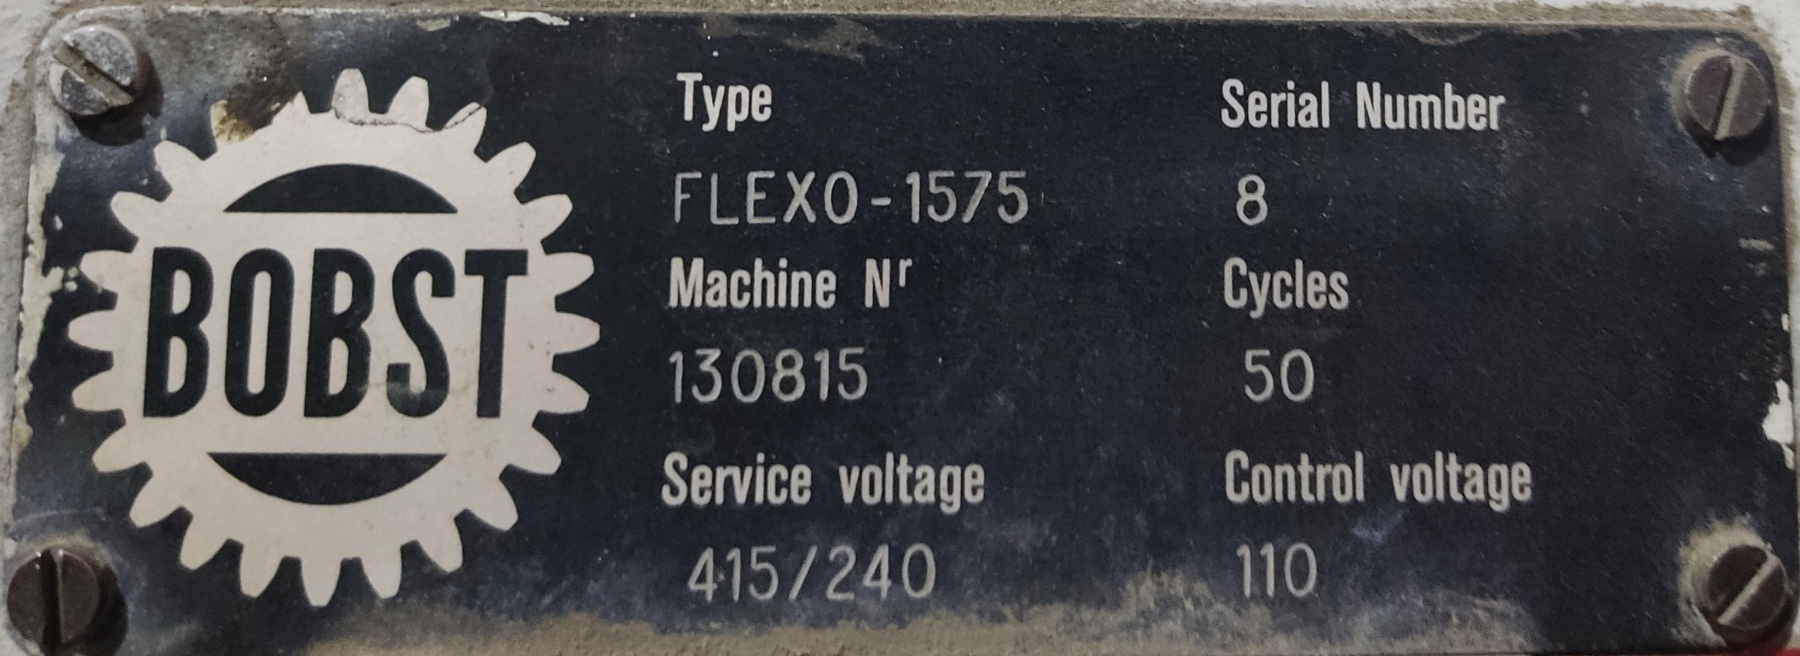 BOBST
Type
FLEXO-1575
Machine Nr
130815
Service voltage
415/240
Serial Number
8
Cycles
50
Control voltage
110